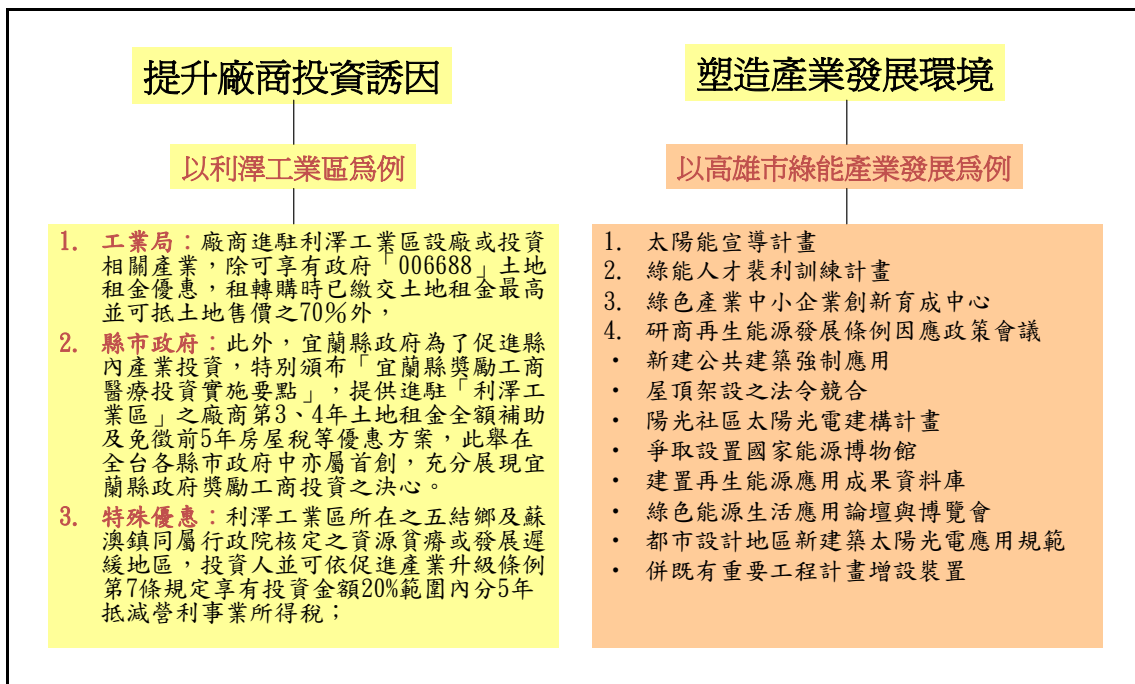 提升廠商投資誘因
以利澤工業區為例
1. 工業局：廠商進駐利澤工業區設廠或投資
相關產業，除可享有政府「006688」土地
租金優惠，租轉購時已繳交土地租金最高
並可抵土地售價之70%外，
2. 縣市政府：此外，宜蘭縣政府為了促進縣
內產業投資，特別頒布「宜蘭縣獎勵工商
醫療投資實施要點」，提供進駐「利澤工
業區」之廠商第3、4年土地租金全額補助
及免徵前5年房屋稅等優惠方案，此舉在
全台各縣市政府中亦屬首創，充分展現宜
蘭縣政府獎勵工商投資之決心。
3. 特殊優惠：利澤工業區所在之五結鄉及蘇
澳鎮同屬行政院核定之資源貧瘠或發展遲
緩地區，投資人並可依促進產業升級條例
第7條規定享有投資金額20%範圍內分5年
抵減營利事業所得稅；
塑造產業發展環境
以高雄市綠能產業發展為例
1. 太陽能宣導計畫
2. 綠能人才裴利訓練計畫
3. 綠色產業中小企業創新育成中心
4. 研商再生能源發展條例因應政策會議
• 新建公共建築強制應用
• 屋頂架設之法令競合
• 陽光社區太陽光電建構計畫
• 爭取設置國家能源博物館
• 建置再生能源應用成果資料庫
• 綠色能源生活應用論壇與博覽會
• 都市設計地區新建築太陽光電應用規範
• 併既有重要工程計畫增設裝置